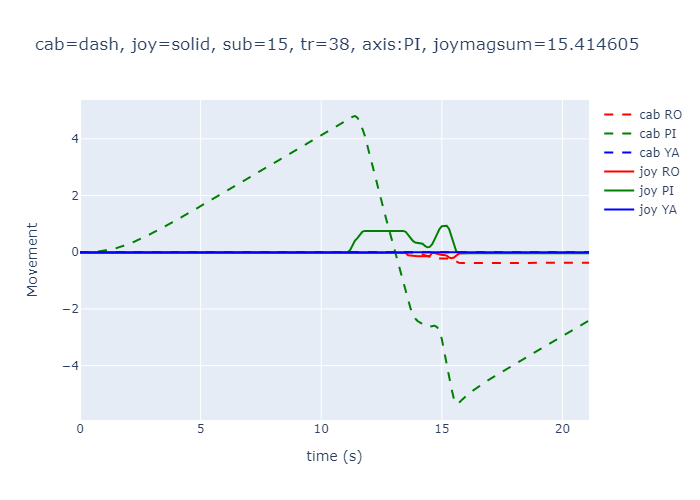 cab=dash, joy=solid, sub=15, tr=38, axis:PI, joymagsum=15.414605
cab RO
cab PI
cab YA
joy RO
joy PI
joy YA
4
2
0
−2
−4
Movement
0
5
10
15
20
time (s)